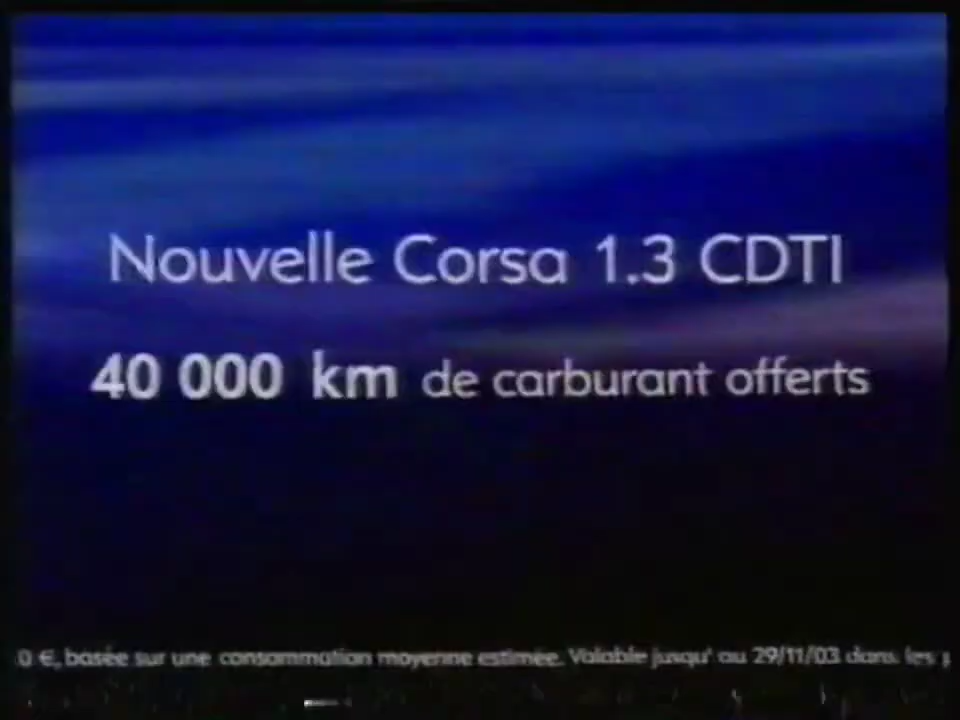 Nouvelle Corsa 1.3 CDTI
40 000 km de carburant offerts
0 €, basée sur une consommation moyenne estimée. Valable jusqu' au 29/11/03 dans les